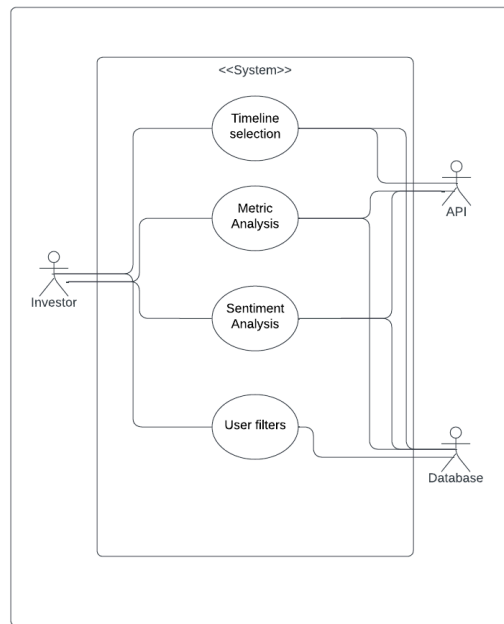 <<System>>
Timeline
selection
Metric
Analysis
API
Investor
Sentiment
Analysis
User filters
Database